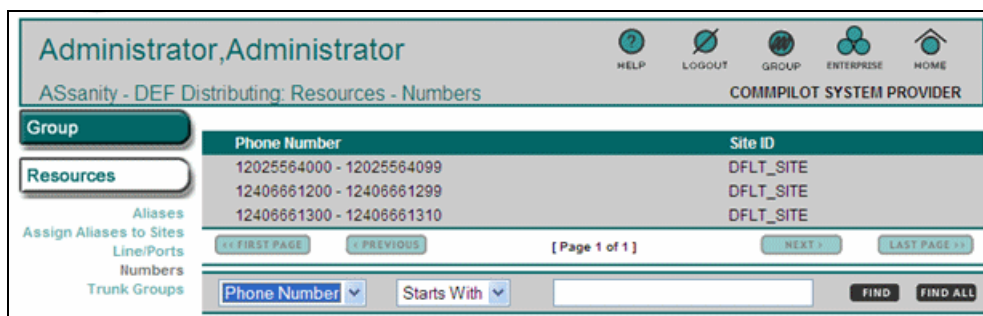 Administrator,Administrator
HELP LOGOUT GROUP ENTERPRISE HOME
ASsanity - DEF Distributing: Resources - Numbers
COMMPILOT SYSTEM PROVIDER
Group
Resources
Aliases
Assign Aliases to Sites
Line/Ports
Numbers
Trunk Groups
Phone Number Site ID
12025564000 - 12025564099 DFLT_SITE
12406661200 - 12406661299 DFLT_SITE
12406661300 - 12406661310 DFLT_SITE
<< FIRST PAGE < PREVIOUS [ Page 1 of 1 ] NEXT > LAST PAGE >>
Phone Number Starts With FIND FIND ALL